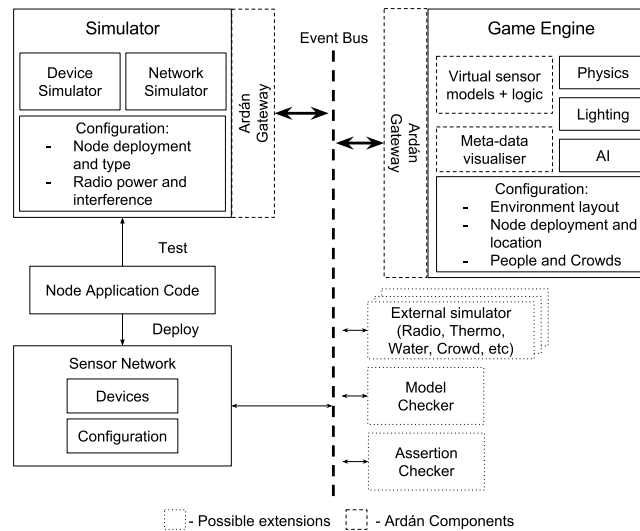 Simulator
Device
Simulator
Network
Simulator
Configuration:
- Node deployment
and type
- Radio power and
interference
Ardán
Gateway
Event Bus
Ardán
Gateway
Game Engine
Virtual sensor
models + logic
Meta-data
visualiser
Physics
Lighting
AI
Configuration:
- Environment layout
- Node deployment and
location
- People and Crowds
Test
Node Application Code
Deploy
Sensor Network
Devices
Configuration
External simulator
(Radio, Thermo,
Water, Crowd, etc)
Model
Checker
Assertion
Checker
- Possible extensions
- Ardán Components